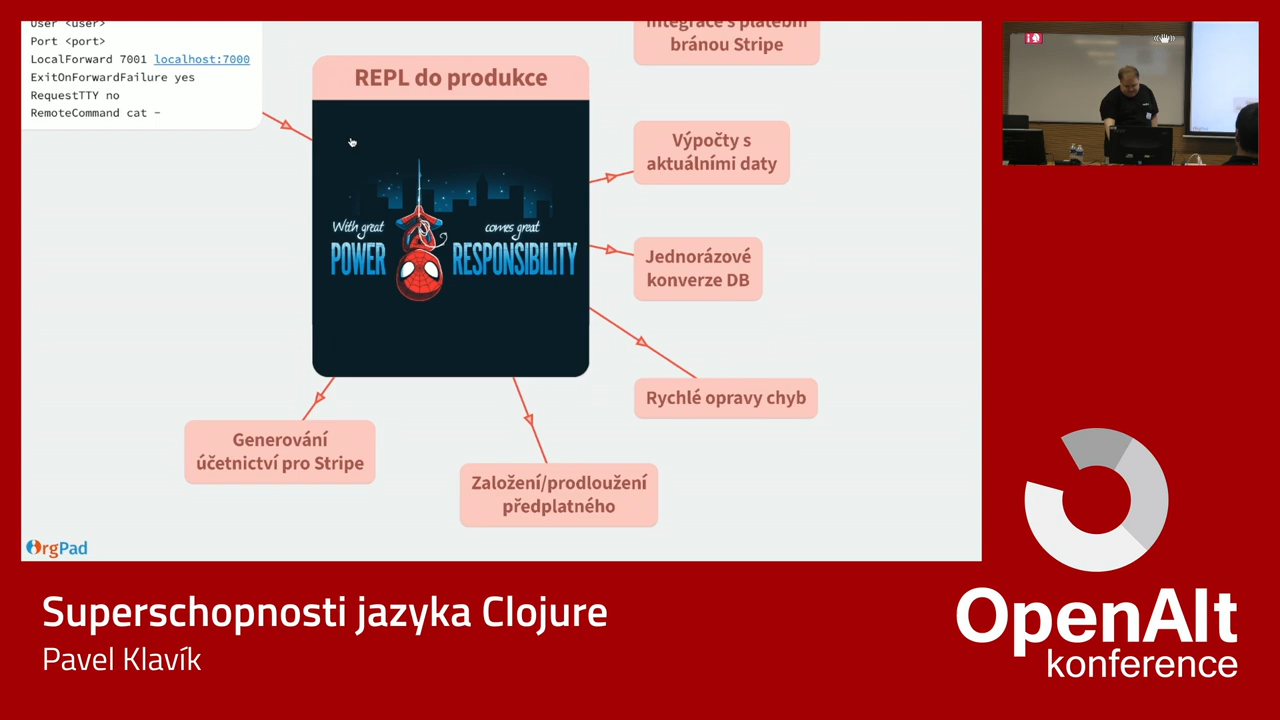 User <user>
Port <port>
LocalForward 7001 localhost:7000
ExitOnForwardFailure yes
RequestTTY no
RemoteCommand cat –
REPL do produkce
With great
POWER
comes great
RESPONSIBILITY
Integrace s platební
bránou Stripe
Výpočty s
aktuálními daty
Jednorázové
konverze DB
Rychlé opravy chyb
Generování
účetnictví pro Stripe
Založení/prodloužení
předplatného
OrgPad
Superschopnosti jazyka Clojure
Pavel Klavík
OpenAlt
konference